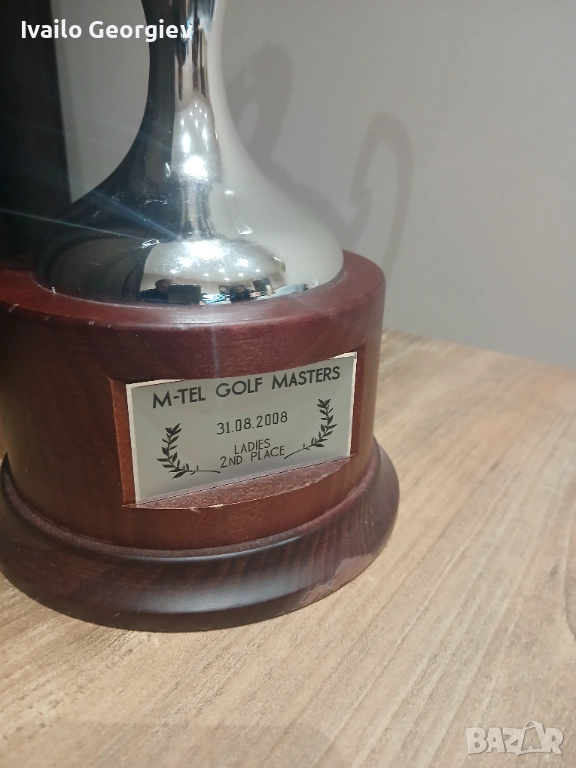 Ivailo Georgiev
M-TEL GOLF MASTERS
31.08.2008
LADIES
2ND PLACE
BAZAR